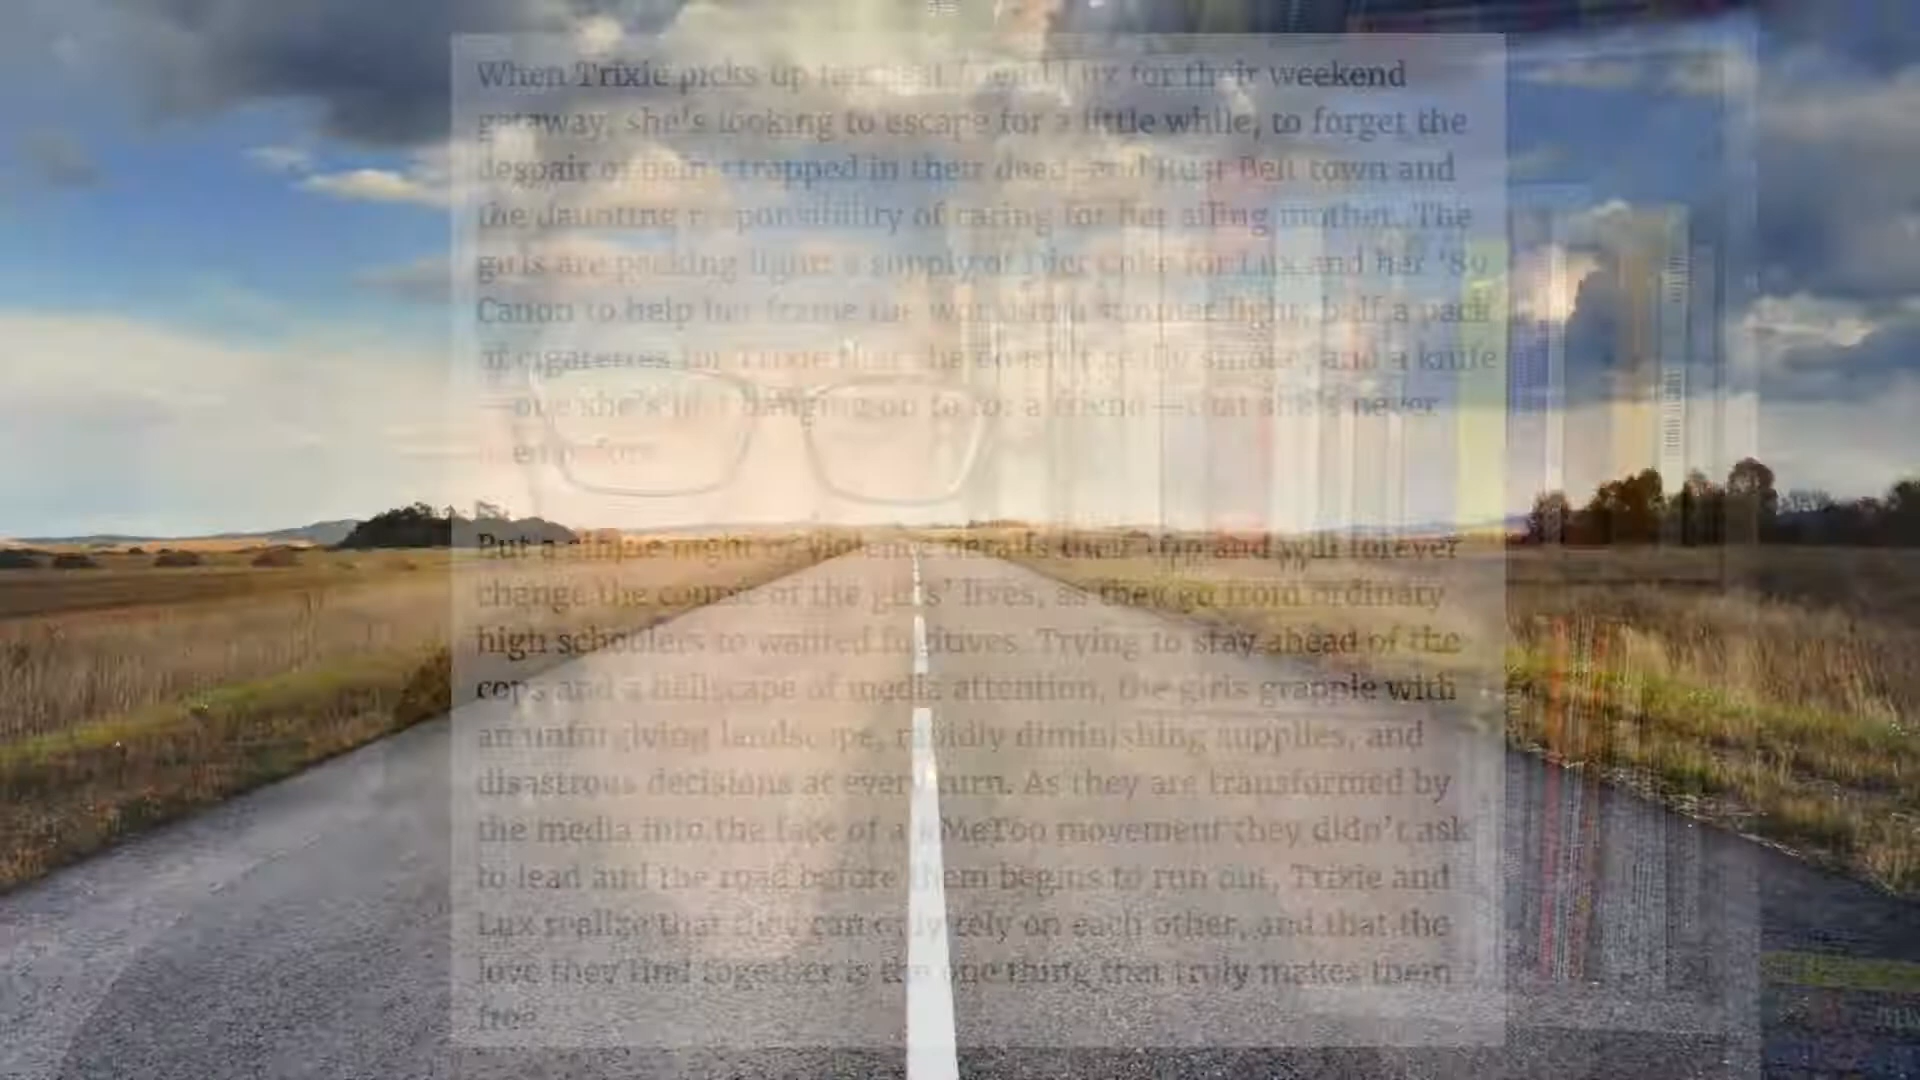 When Trixie picks up her best friend Lux for their weekend
getaway, she's looking to escape for a little while, to forget the
despair of being trapped in their dead-end Rust Belt town and
the daunting responsibility of caring for her ailing mother. The
girls are packing light: a supply of Diet Coke for Lux and her '89
Canon to help her frame the world in a sunnier light; half a pack
of cigarettes for Trixie that she doesn't really smoke, and a knife
—one she's just hanging on to for a friend—that she's never
before
But a single night of violence derails their trip and will forever
change the course of the girls' lives, as they go from ordinary
high schoolers to wanted fugitives. Trying to stay ahead of the
cops and a hellscape of media attention, the girls grapple with
an unforgiving landscape, rapidly diminishing supplies, and
disastrous decisions at every turn. As they are transformed by
the media into the face of a #MeToo movement they didn't ask
to lead and the road before them begins to run out, Trixie and
Lux realize that they can only rely on each other, and that the
love they find together is the one thing that truly makes them
free